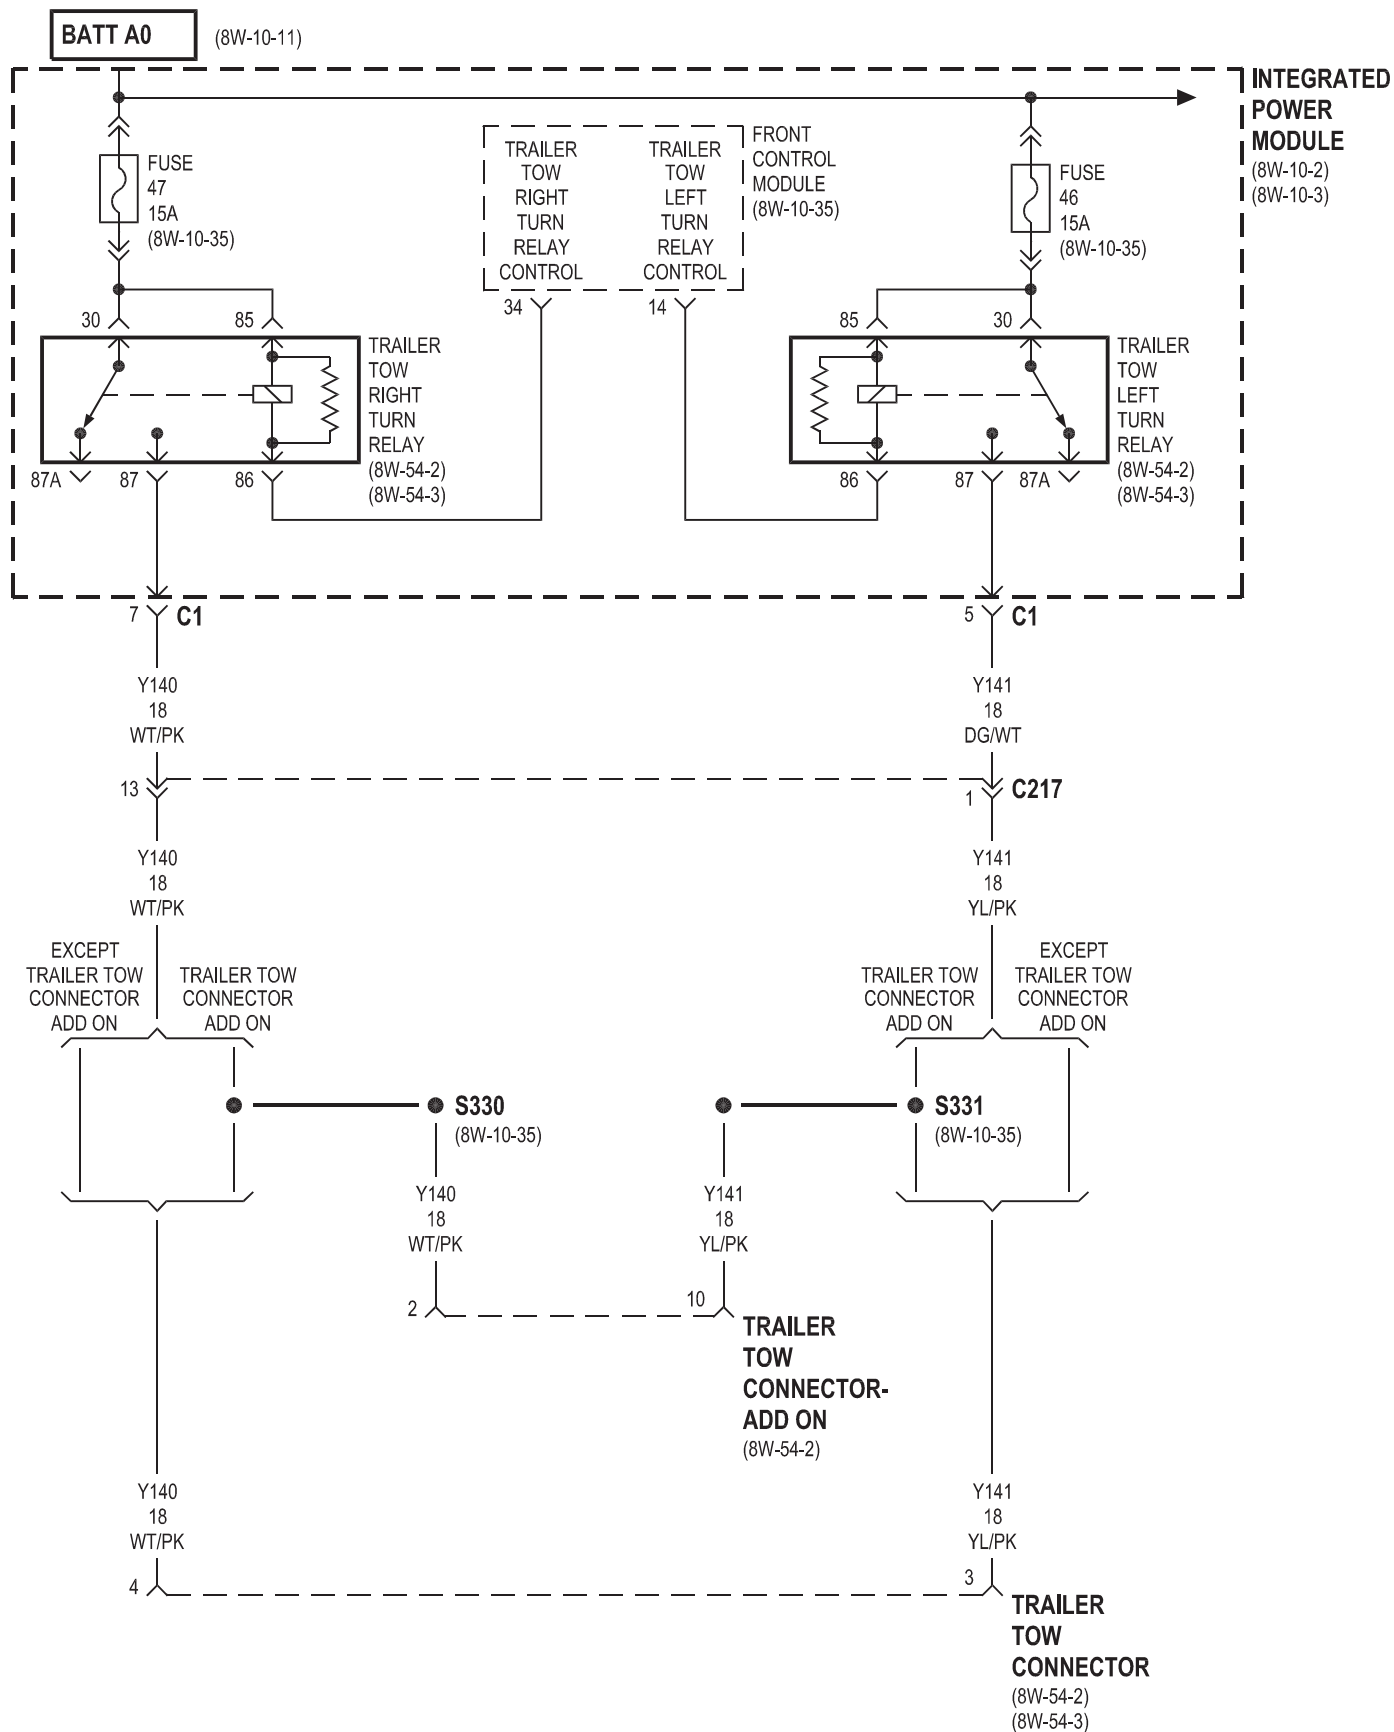 BATT A0
(8W-10-11)
INTEGRATED
POWER
MODULE
(8W-10-2)
(8W-10-3)
FUSE
47
15A
(8W-10-35)
TRAILER
TOW
RIGHT
TURN
RELAY
CONTROL
TRAILER
TOW
LEFT
TURN
RELAY
CONTROL
FRONT
CONTROL
MODULE
(8W-10-35)
FUSE
46
15A
(8W-10-35)
34
14
30
85
85
30
TRAILER
TOW
RIGHT
TURN
RELAY
(8W-54-2)
(8W-54-3)
TRAILER
TOW
LEFT
TURN
RELAY
(8W-54-2)
(8W-54-3)
87A
87
86
86
87
87A
7
C1
5
C1
Y140
18
WT/PK
Y141
18
DG/WT
13
1
C217
Y140
18
WT/PK
Y141
18
YL/PK
EXCEPT
TRAILER TOW
CONNECTOR
ADD ON
TRAILER TOW
CONNECTOR
ADD ON
TRAILER TOW
CONNECTOR
ADD ON
EXCEPT
TRAILER TOW
CONNECTOR
ADD ON
S330
(8W-10-35)
S331
(8W-10-35)
Y140
18
WT/PK
Y141
18
YL/PK
2
10
TRAILER
TOW
CONNECTOR-
ADD ON
(8W-54-2)
Y140
18
WT/PK
Y141
18
YL/PK
4
3
TRAILER
TOW
CONNECTOR
(8W-54-2)
(8W-54-3)